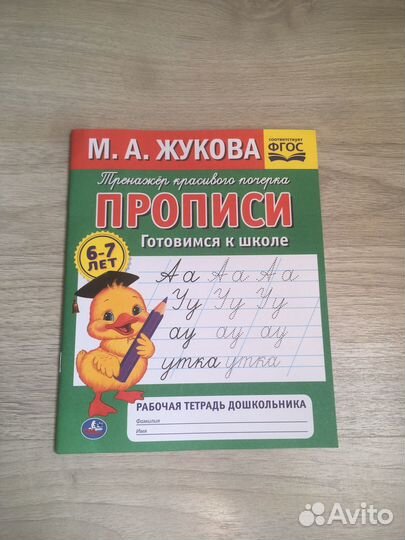 М. А. ЖУКОВА
соответствует
ФГОС
Тренажёр красивого почерка
ПРОПИСИ
Готовимся к школе
6-7
ЛЕТ
Аа Аа Аа
Уу Уу Уу
ау ау ау
утка утка
РАБОЧАЯ ТЕТРАДЬ ДОШКОЛЬНИКА
Фамилия
Имя
Avito